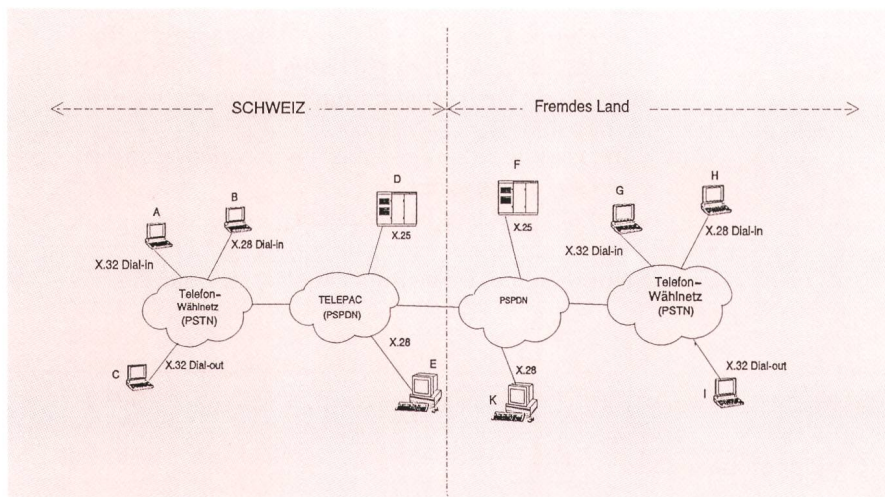 SCHWEIZ
Fremdes Land
A
B
D
F
G
H
X.32 Dial-in
X.28 Dial-in
X.25
X.25
X.32 Dial-in
X.28 Dial-in
Telefon-
Wählnetz
(PSTN)
TELEPAC
(PSPDN)
PSPDN
Telefon-
Wählnetz
(PSTN)
C
X.32 Dial-out
X.28
E
X.28
K
X.32 Dial-out
I